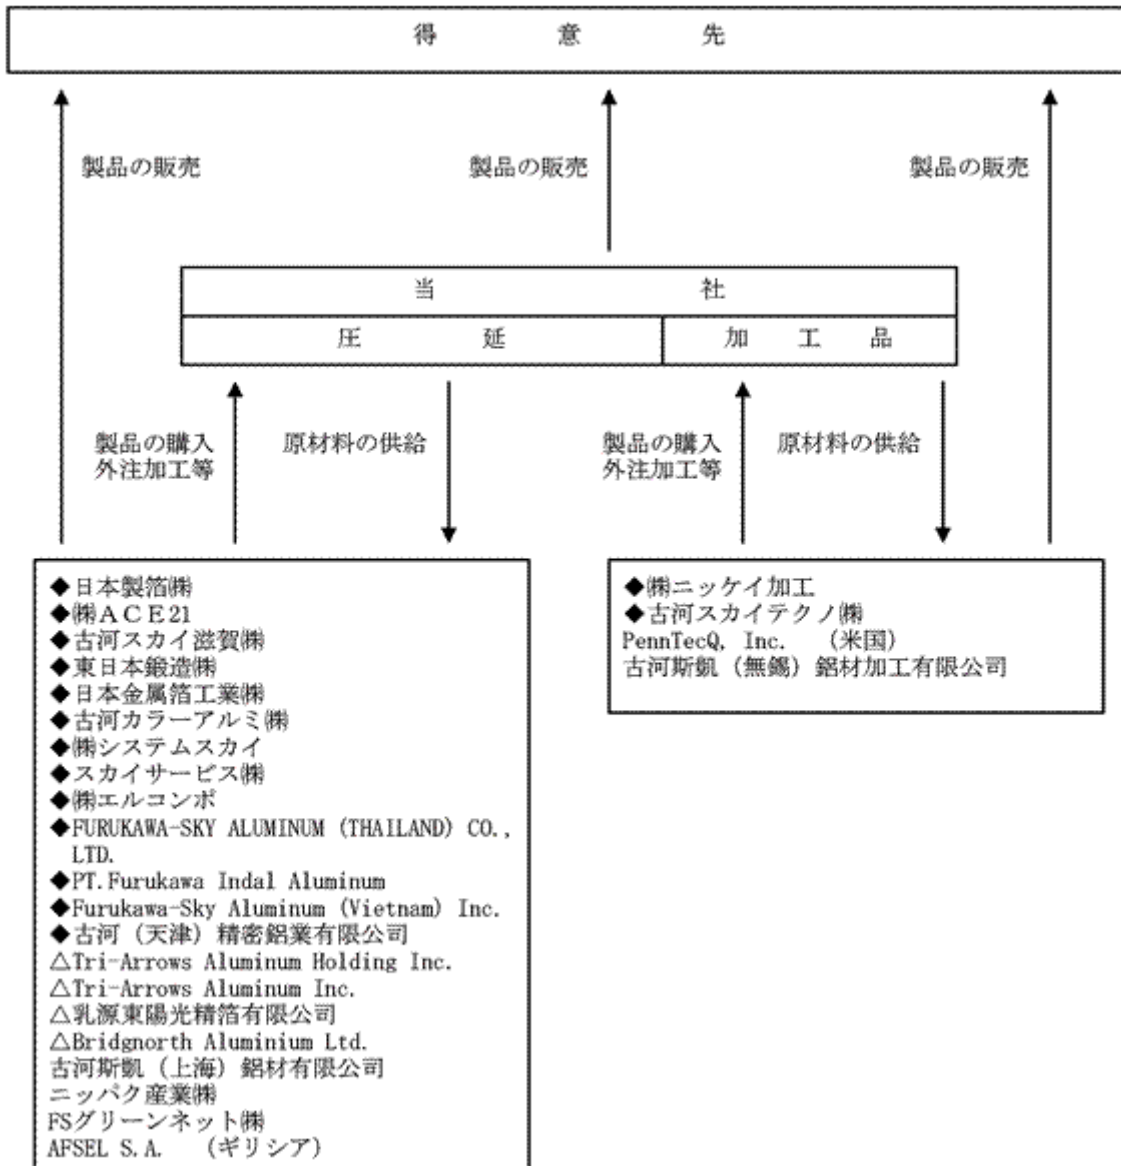 得意先
製品の販売
製品の販売
製品の販売
当社
圧延
加工品
製品の購入
外注加工等
原材料の供給
製品の購入
外注加工等
原材料の供給
◆日本製箔㈱
◆㈱ＡＣＥ21
◆古河スカイ滋賀㈱
◆東日本鍛造㈱
◆日本金属箔工業㈱
◆古河カラーアルミ㈱
◆㈱システムスカイ
◆スカイサービス㈱
◆㈱エルコンポ
◆FURUKAWA-SKY ALUMINUM (THAILAND) CO.,
LTD.
◆PT.Furukawa Indal Aluminum
◆Furukawa-Sky Aluminum (Vietnam) Inc.
◆古河（天津）精密鋁業有限公司
△Tri-Arrows Aluminum Holding Inc.
△Tri-Arrows Aluminum Inc.
△乳源東陽光精箔有限公司
△Bridgnorth Aluminium Ltd.
古河斯凱（上海）鋁材有限公司
ニッパク産業㈱
FSグリーンネット㈱
AFSEL S.A. （ギリシア）
◆㈱ニッケイ加工
◆古河スカイテクノ㈱
PennTecQ, Inc. （米国）
古河斯凱（無錫）鋁材加工有限公司